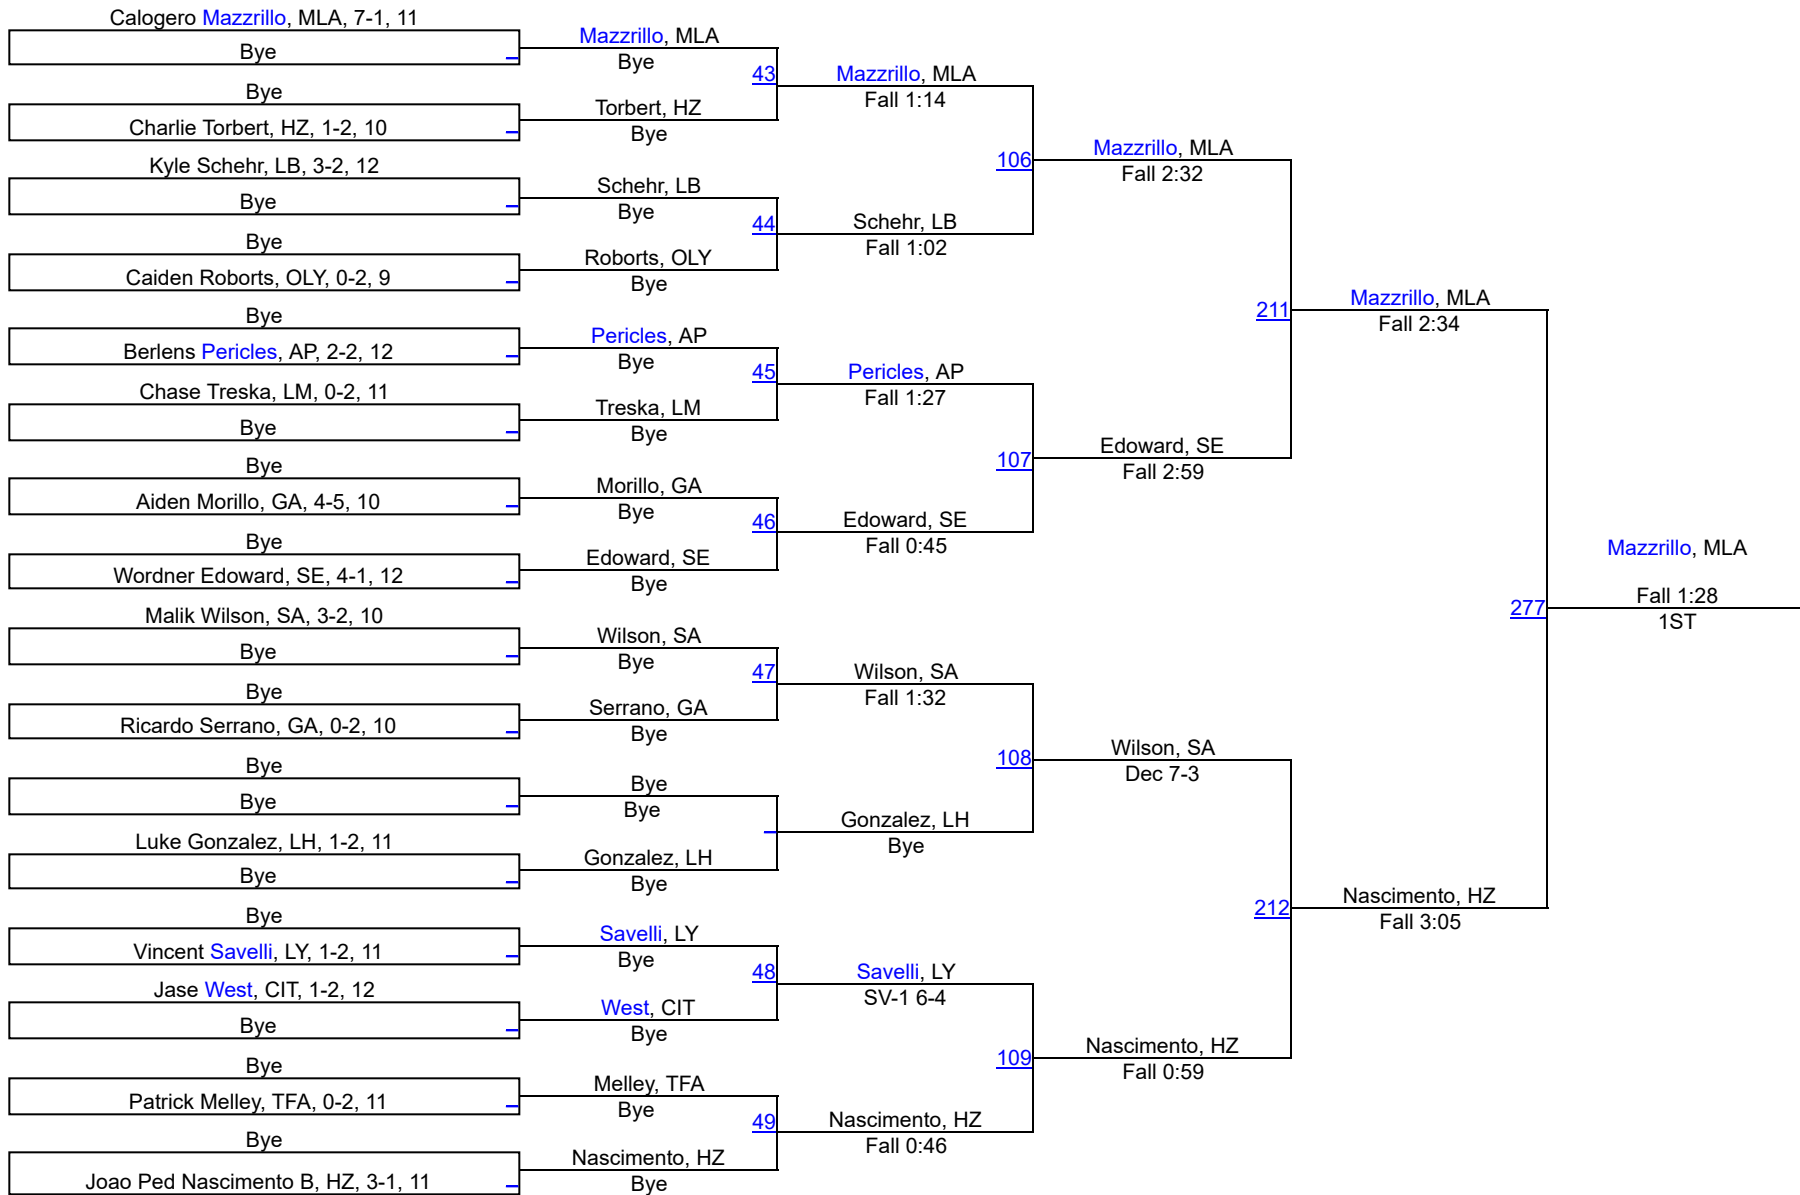 Calogero Mazzrillo, MLA, 7-1, 11
Bye
Bye
Charlie Torbert, HZ, 1-2, 10
Kyle Schehr, LB, 3-2, 12
Bye
Bye
Caiden Roborts, OLY, 0-2, 9
Bye
Berlens Pericles, AP, 2-2, 12
Chase Treska, LM, 0-2, 11
Bye
Bye
Aiden Morillo, GA, 4-5, 10
Bye
Wordner Edoward, SE, 4-1, 12
Malik Wilson, SA, 3-2, 10
Bye
Bye
Ricardo Serrano, GA, 0-2, 10
Bye
Bye
Luke Gonzalez, LH, 1-2, 11
Bye
Bye
Vincent Savelli, LY, 1-2, 11
Jase West, CIT, 1-2, 12
Bye
Bye
Patrick Melley, TFA, 0-2, 11
Bye
Joao Ped Nascimento B, HZ, 3-1, 11
Mazzrillo, MLA
Bye
43
Torbert, HZ
Bye
Schehr, LB
Bye
44
Roborts, OLY
Bye
Pericles, AP
Bye
45
Treska, LM
Bye
Morillo, GA
Bye
46
Edoward, SE
Bye
Wilson, SA
Bye
47
Serrano, GA
Bye
Bye
Bye
Gonzalez, LH
Bye
Savelli, LY
Bye
48
West, CIT
Bye
Melley, TFA
Bye
49
Nascimento, HZ
Bye
Mazzrillo, MLA
Fall 1:14
106
Schehr, LB
Fall 1:02
Pericles, AP
Fall 1:27
107
Edoward, SE
Fall 0:45
Wilson, SA
Fall 1:32
108
Gonzalez, LH
Bye
Savelli, LY
SV-1 6-4
109
Nascimento, HZ
Fall 0:46
Mazzrillo, MLA
Fall 2:32
211
Edoward, SE
Fall 2:59
Wilson, SA
Dec 7-3
212
Nascimento, HZ
Fall 0:59
Mazzrillo, MLA
Fall 2:34
277
Nascimento, HZ
Fall 3:05
Mazzrillo, MLA
Fall 1:28
1ST